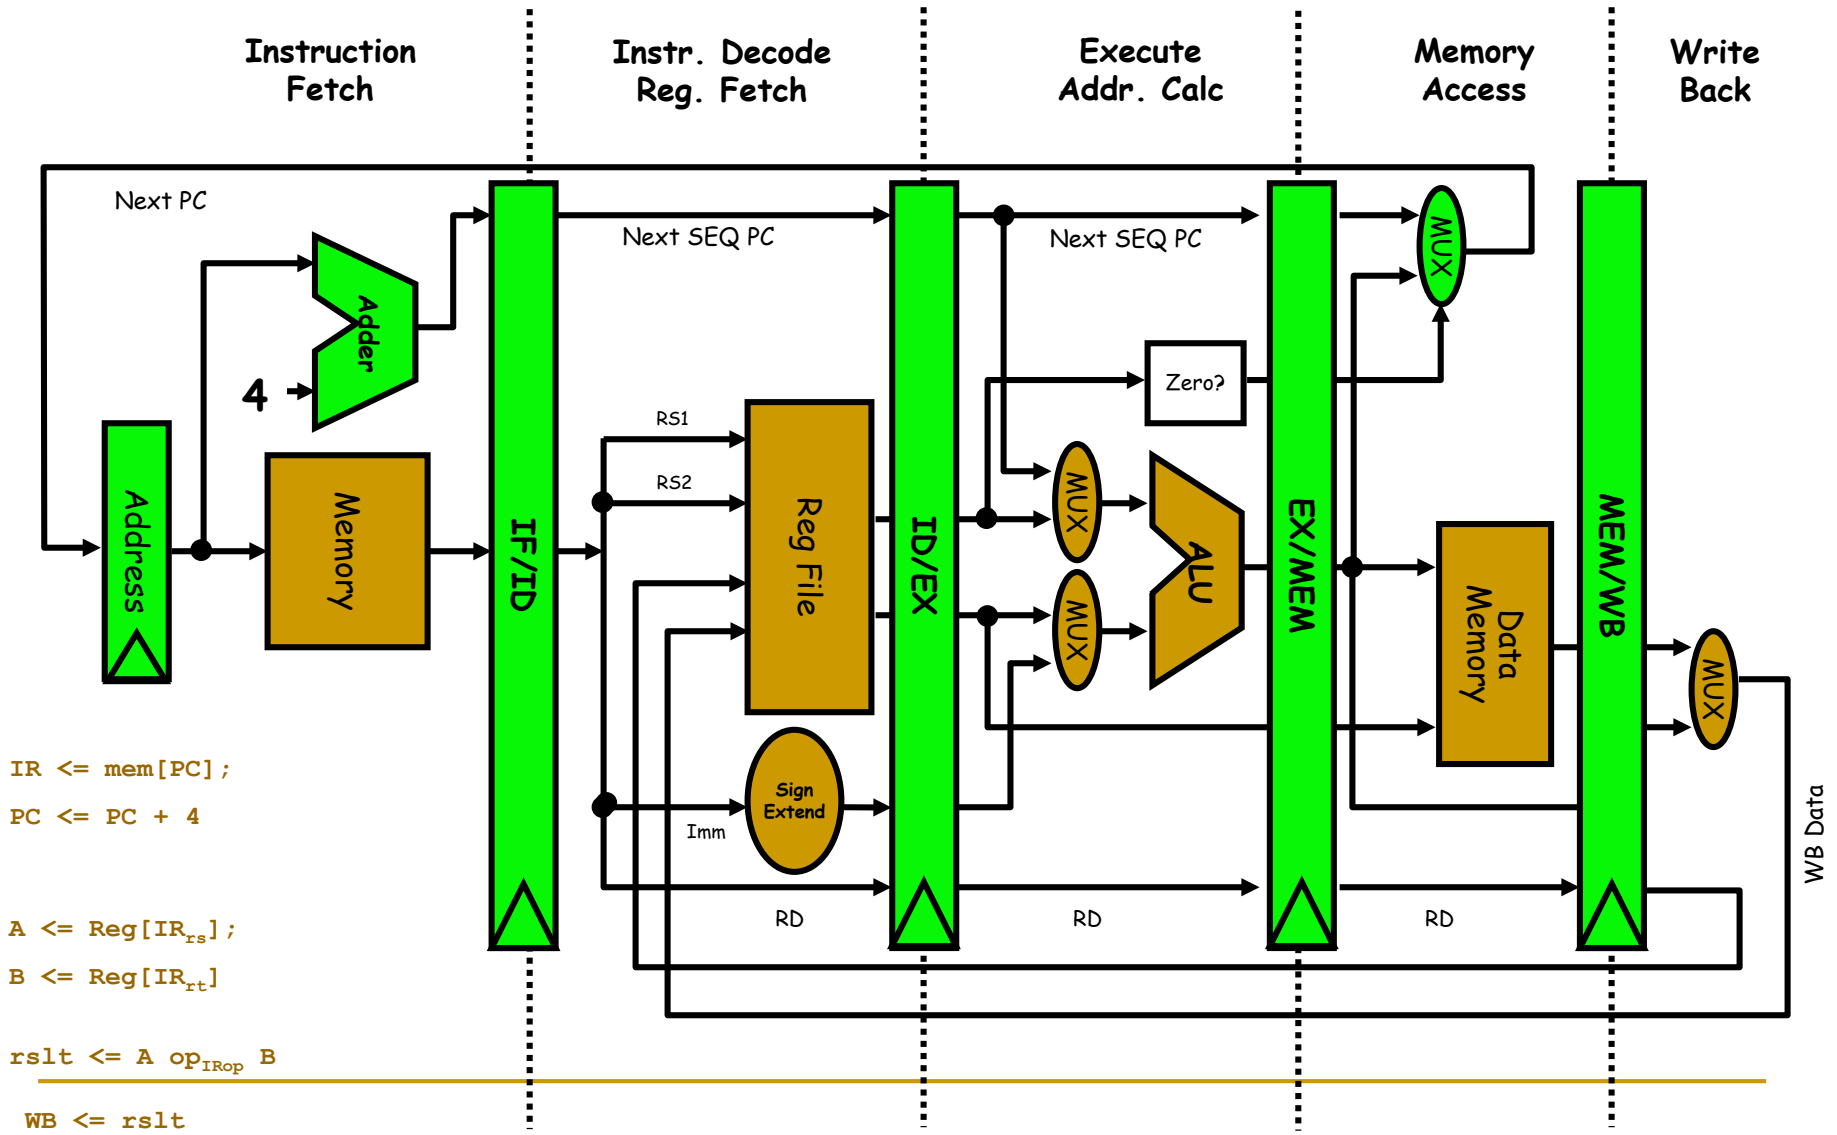 Instruction
Fetch
Instr. Decode
Reg. Fetch
Execute
Addr. Calc
Memory
Access
Write
Back
Next PC
Next SEQ PC
Next SEQ PC
MUX
Adder
4
Zero?
RS1
RS2
Address
Memory
IF/ID
Reg File
ID/EX
MUX
MUX
ALU
EX/MEM
Data
Memory
MEM/WB
MUX
Sign
Extend
Imm
RD
RD
RD
WB Data
IR <= mem[PC];
PC <= PC + 4
A <= Reg[IRrs];
B <= Reg[IRrt]
rslt <= A opIRop B
WB <= rslt